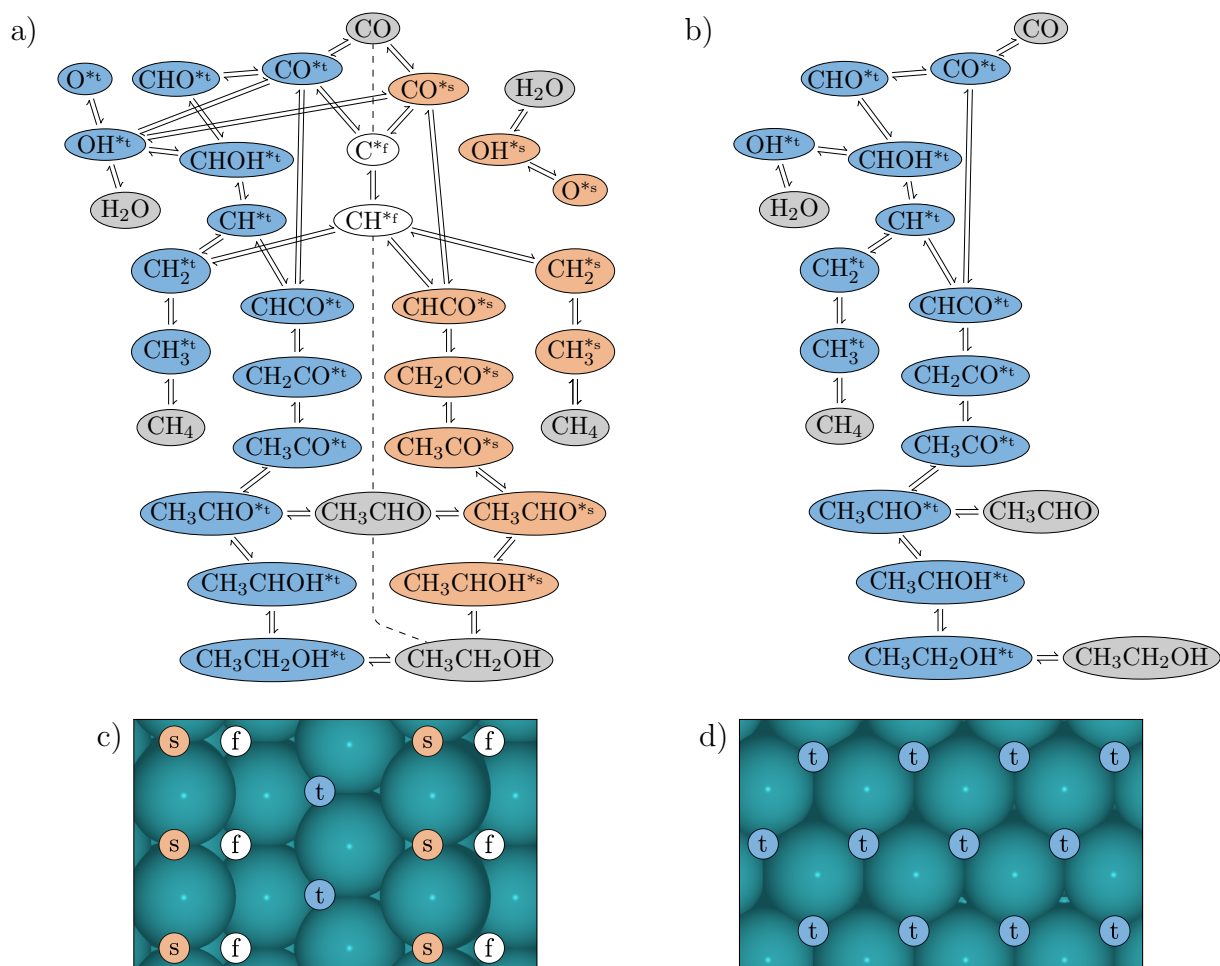 a)
CO
b)
CO
O*t
CHO*t
CO*t
CO*s
H₂O
CHO*t
CO*t
OH*t
CHOH*t
C*f
OH*s
O*s
OH*t
CHOH*t
H₂O
CH*t
CH*f
H₂O
CH*t
CH₂*t
CH₂*s
CH₂*t
CHCO*t
CHCO*s
CHCO*t
CH₃*t
CH₂CO*t
CH₂CO*s
CH₃*s
CH₃*t
CH₂CO*t
CH₄
CH₃CO*t
CH₃CO*s
CH₄
CH₄
CH₃CO*t
CH₃CHO*t
CH₃CHO
CH₃CHO*s
CH₃CHO*t
CH₃CHO
CH₃CHOH*t
CH₃CHOH*s
CH₃CHOH*t
CH₃CH₂OH*t
CH₃CH₂OH
CH₃CH₂OH*t
CH₃CH₂OH
c)
s f s f
t
s f s f
t
s f s f
d)
t t t t
t t t t
t t t t